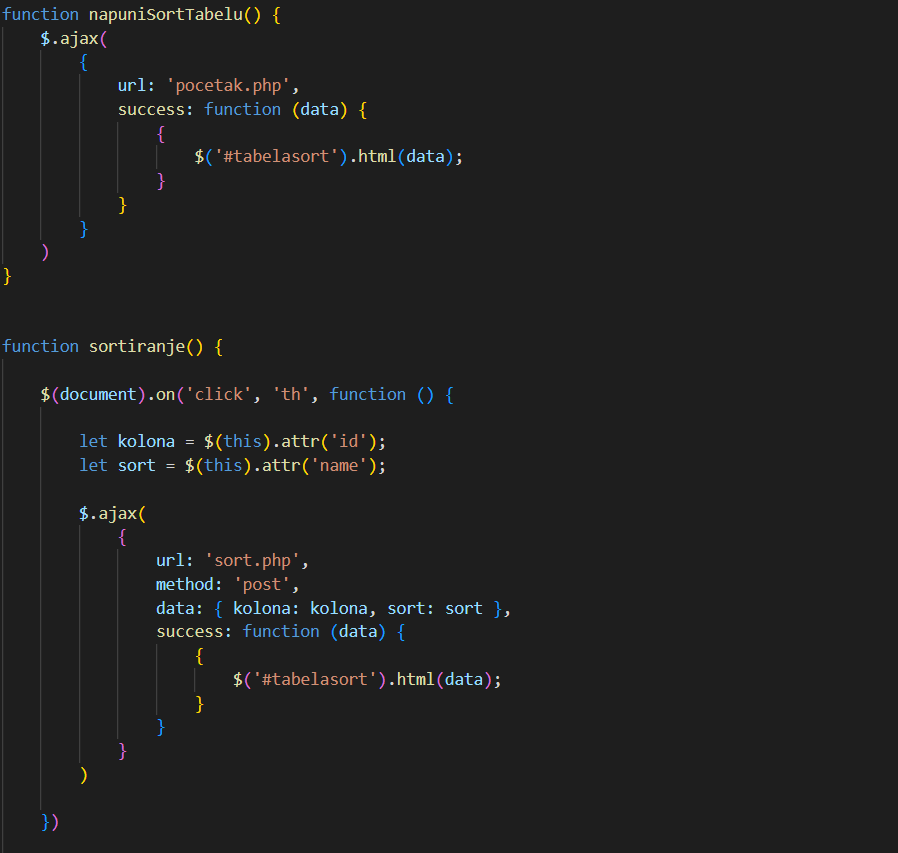 function napuniSortTabelu() {
    $.ajax(
        {
            url: 'pocetak.php',
            success: function (data) {
                {
                    $('#tabelasort').html(data);
                }
            }
        }
    )
}
function sortiranje() {
    $(document).on('click', 'th', function () {
        let kolona = $(this).attr('id');
        let sort = $(this).attr('name');
        $.ajax(
            {
                url: 'sort.php',
                method: 'post',
                data: { kolona: kolona, sort: sort },
                success: function (data) {
                    {
                        $('#tabelasort').html(data);
                    }
                }
            }
        )
    })